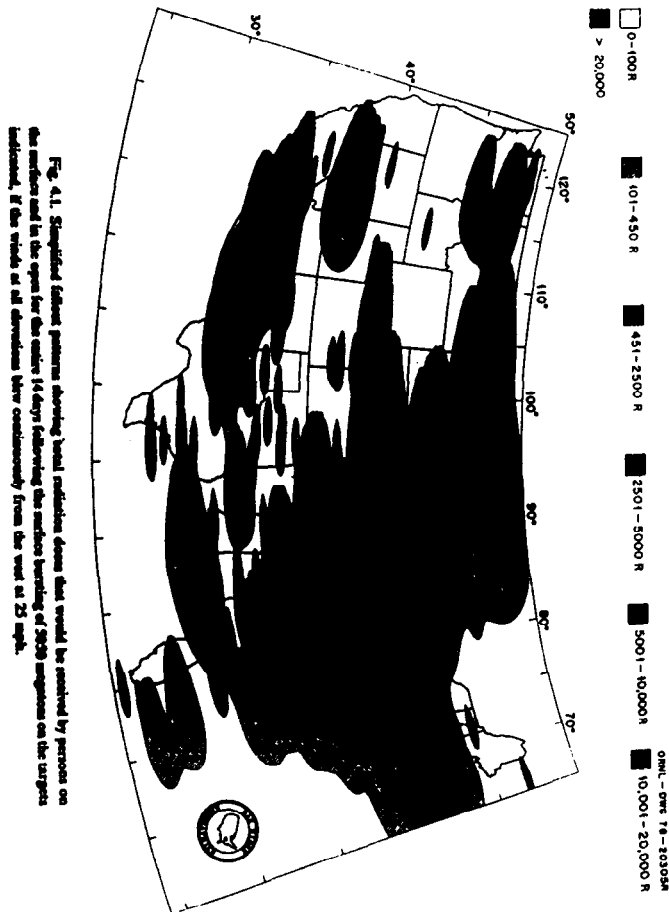 ORNL-DWG 78-20305R
0-100R
101-450 R
451-2500 R
2501-5000 R
5001-10,000R
10,001-20,000 R
> 20,000
50°
120°
110°
100°
90°
80°
70°
40°
30°
Fig. 4.1. Simplified fallout patterns showing total radiation doses that would be received by persons on
the surface and in the open for the entire 14 days following the surface bursting of 5050 megatons on the targets
indicated, if the winds at all elevations blew continuously from the west at 25 mph.